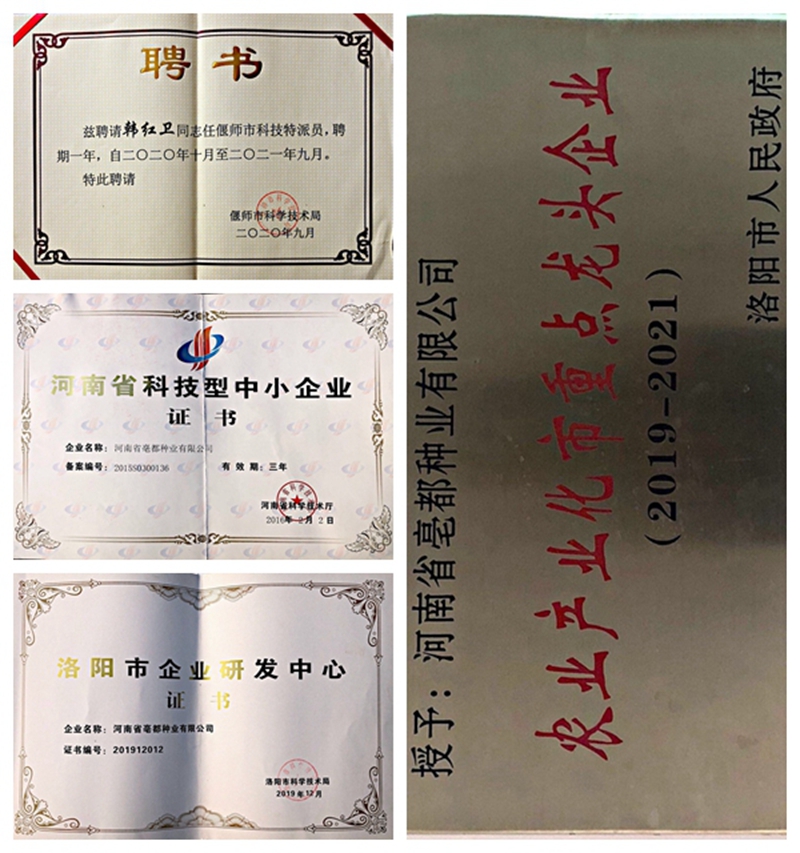 聘书
兹聘请韩红卫同志任偃师市科技特派员，聘
期一年，自二〇二〇年十月至二〇二一年九月。
特此聘请
偃师市科学技术局
二〇二〇年九月
河南省科技型中小企业
证书
企业名称：河南省亳都种业有限公司
备案编号：2015S0300136 有效期：三年
河南省科学技术厅
2016年2月2日
洛阳市企业研发中心
证书
企业名称：河南省亳都种业有限公司
证书编号：201912012
洛阳市科学技术局
2019年12月
授予：河南省亳都种业有限公司
农业产业化市重点龙头企业
(2019-2021)
洛阳市人民政府